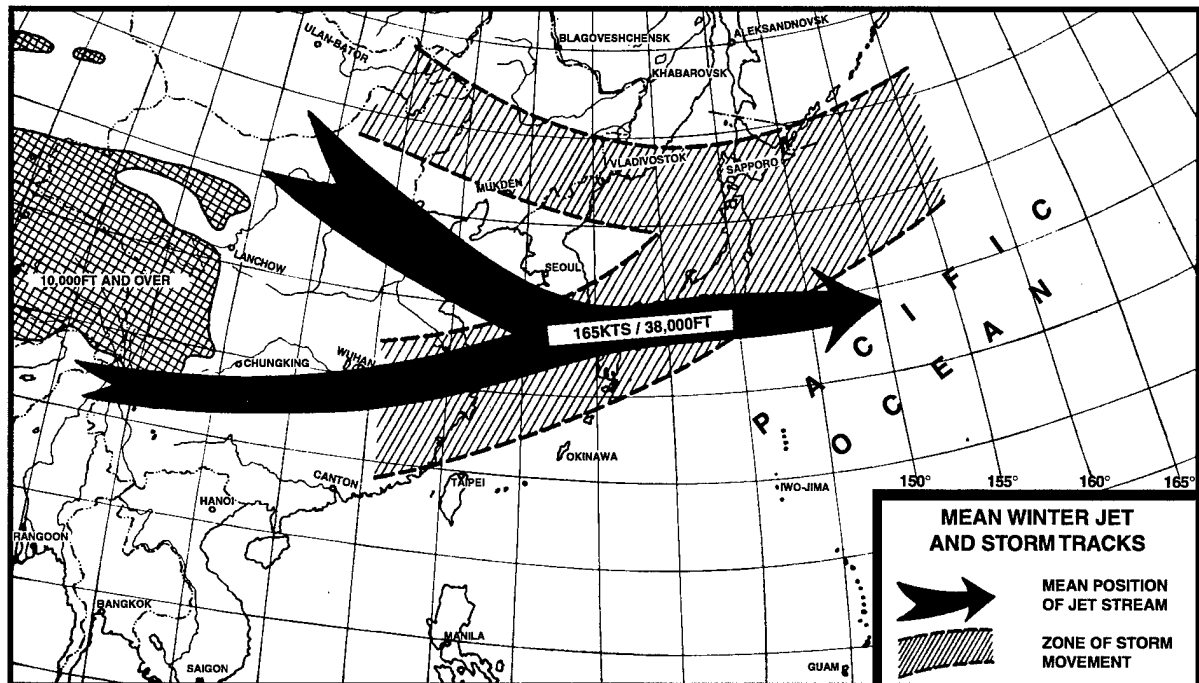 ULAN-BATOR
BLAGOVESHCHENSK
ALEKSANDNOVSK
KHABAROVSK
VLADIVOSTOK
SAPPORO
MUKDEN
LANCHOW
SEOUL
10,000FT AND OVER
165KTS / 38,000FT
WUHAN
CHUNGKING
PACIFIC
OCEAN
OKINAWA
CANTON
TAIPEI
IWO-JIMA
HANOI
RANGOON
BANGKOK
MANILA
SAIGON
GUAM
150° 155° 160° 165°
MEAN WINTER JET
AND STORM TRACKS
MEAN POSITION
OF JET STREAM
ZONE OF STORM
MOVEMENT